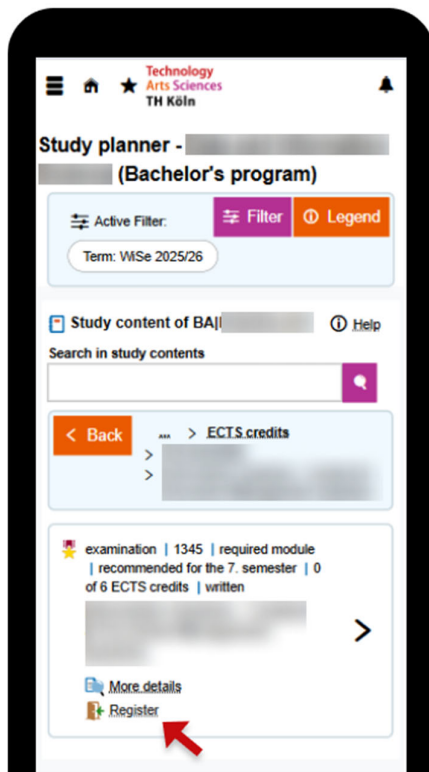 Technology
Arts Sciences
TH Köln
Study planner -
(Bachelor's program)
Active Filter:
Filter
Legend
Term: WiSe 2025/26
Study content of BA|
Help
Search in study contents
< Back
... > ECTS credits
>
>
examination | 1345 | required module
| recommended for the 7. semester | 0
of 6 ECTS credits | written
More details
Register